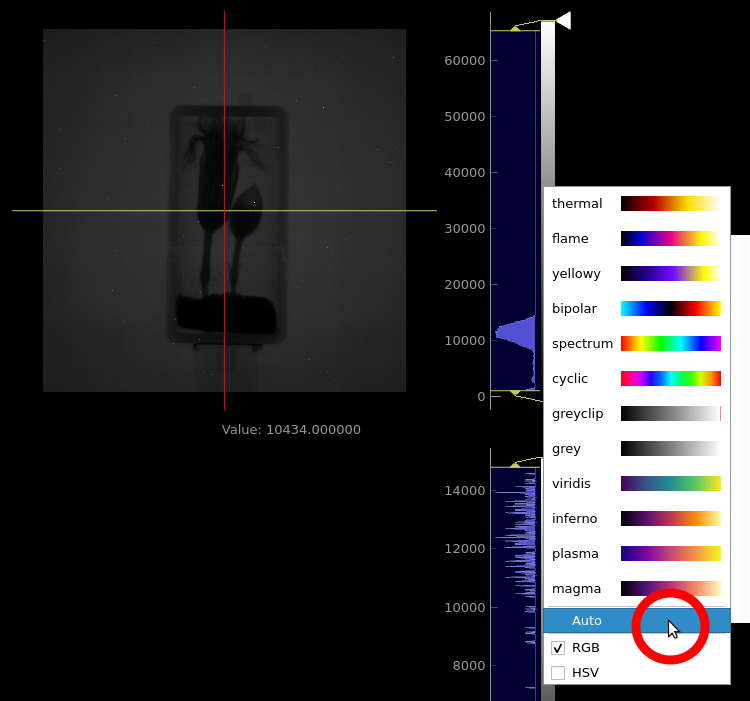 60000
50000
40000
30000
20000
10000
0
Value: 10434.000000
14000
12000
10000
8000
thermal
flame
yellowy
bipolar
spectrum
cyclic
greyclip
grey
viridis
inferno
plasma
magma
Auto
RGB
HSV